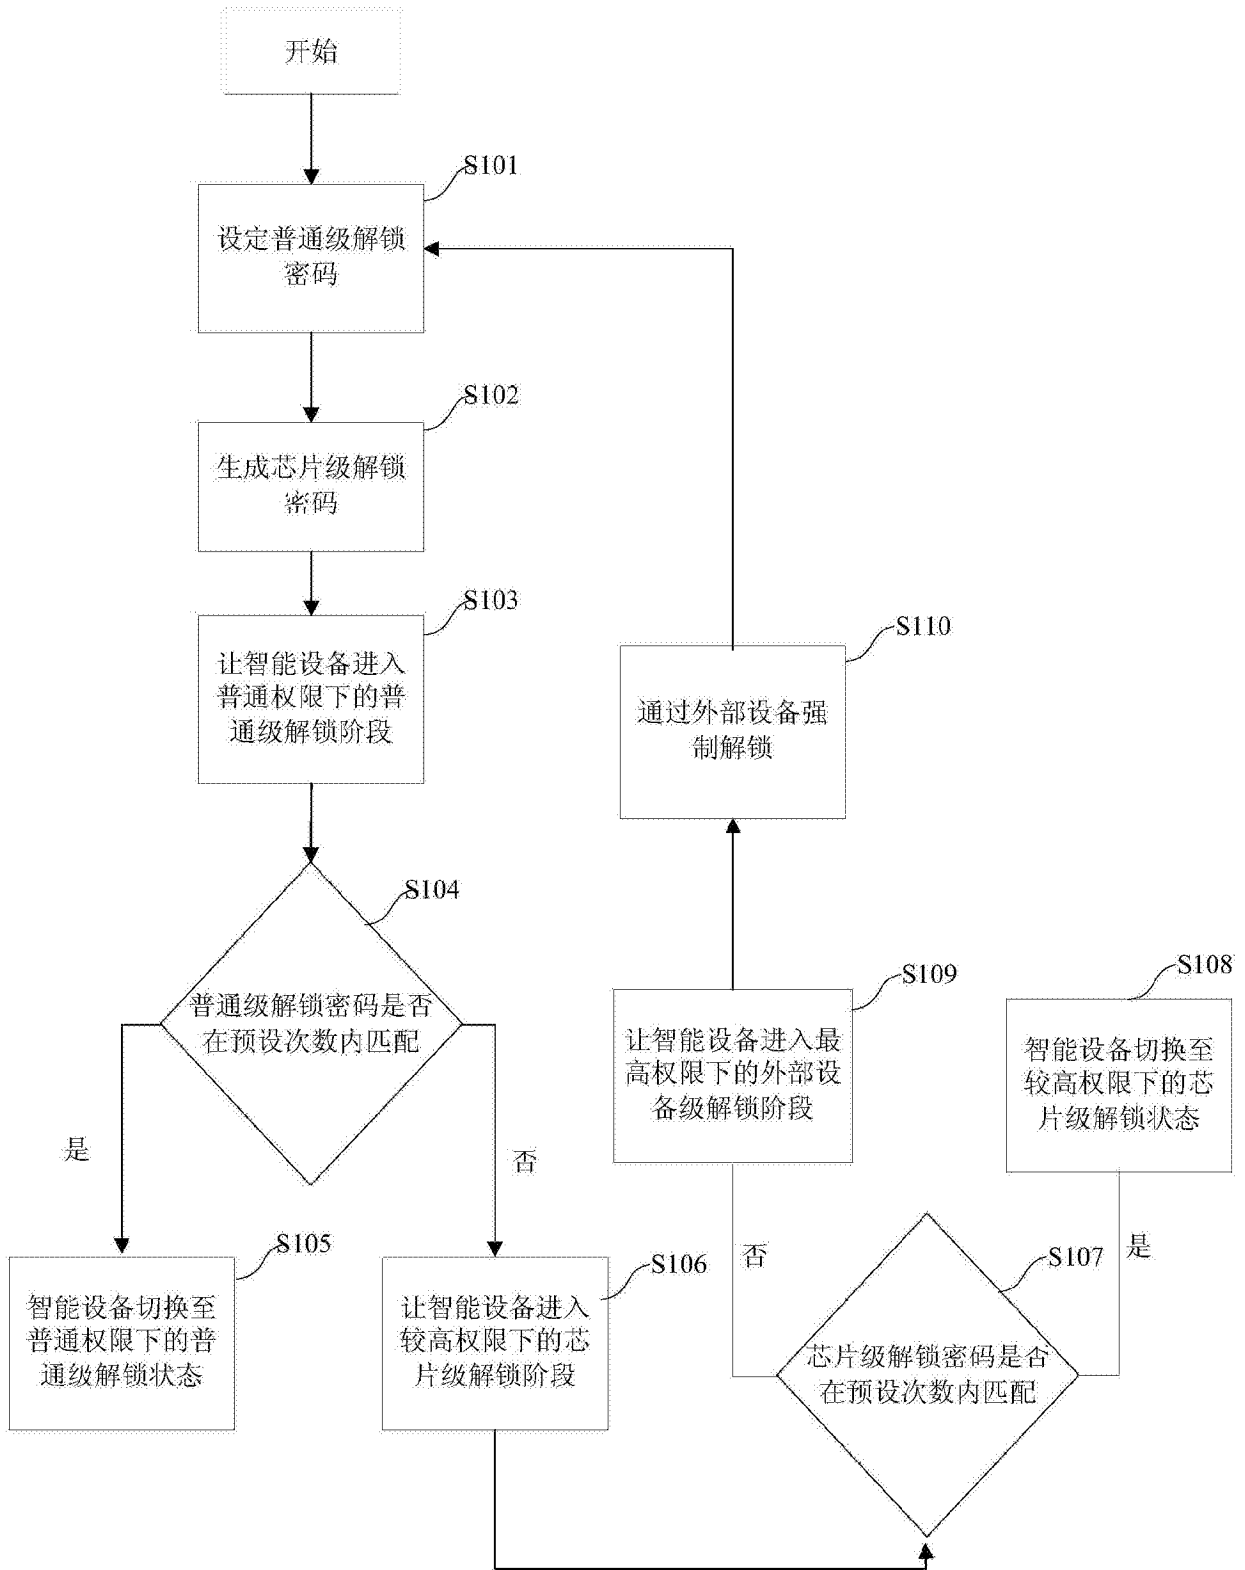 开始
S101
设定普通级解锁
密码
S102
生成芯片级解锁
密码
S103
让智能设备进入
普通权限下的普
通级解锁阶段
S110
通过外部设备强
制解锁
S104
普通级解锁密码是否
在预设次数内匹配
是
否
S109
让智能设备进入最
高权限下的外部设
备级解锁阶段
S108
智能设备切换至
较高权限下的芯
片级解锁状态
S105
智能设备切换至
普通权限下的普
通级解锁状态
S106
让智能设备进入
较高权限下的芯
片级解锁阶段
否
S107
是
芯片级解锁密码是否
在预设次数内匹配